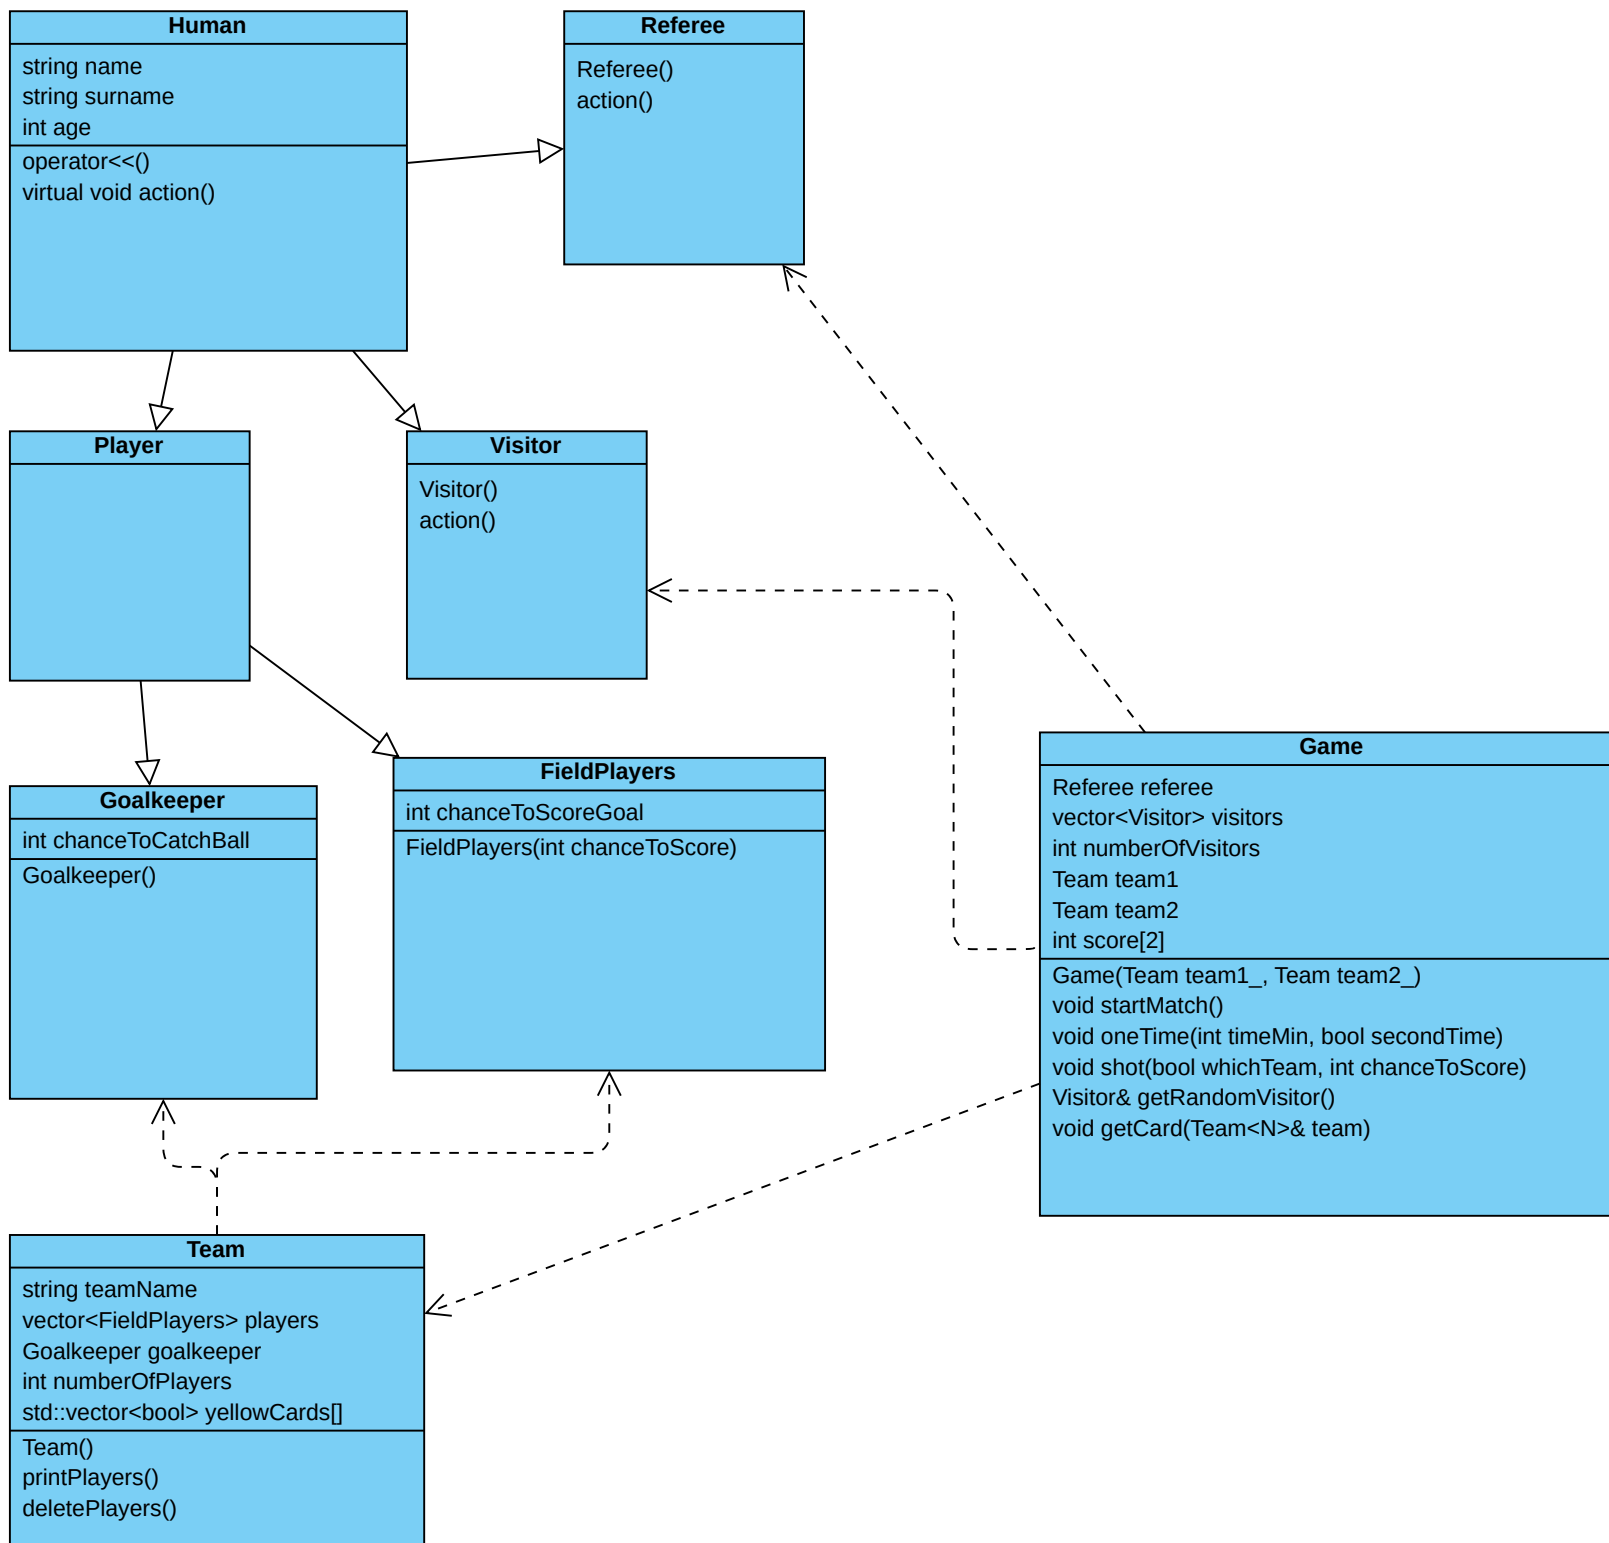 Human
string name
string surname
int age
operator<<()
virtual void action()
Referee
Referee()
action()
Player
Visitor
Visitor()
action()
Goalkeeper
int chanceToCatchBall
Goalkeeper()
FieldPlayers
int chanceToScoreGoal
FieldPlayers(int chanceToScore)
Game
Referee referee
vector<Visitor> visitors
int numberOfVisitors
Team team1
Team team2
int score[2]
Game(Team team1_, Team team2_)
void startMatch()
void oneTime(int timeMin, bool secondTime)
void shot(bool whichTeam, int chanceToScore)
Visitor& getRandomVisitor()
void getCard(Team<N>& team)
Team
string teamName
vector<FieldPlayers> players
Goalkeeper goalkeeper
int numberOfPlayers
std::vector<bool> yellowCards[]
Team()
printPlayers()
deletePlayers()